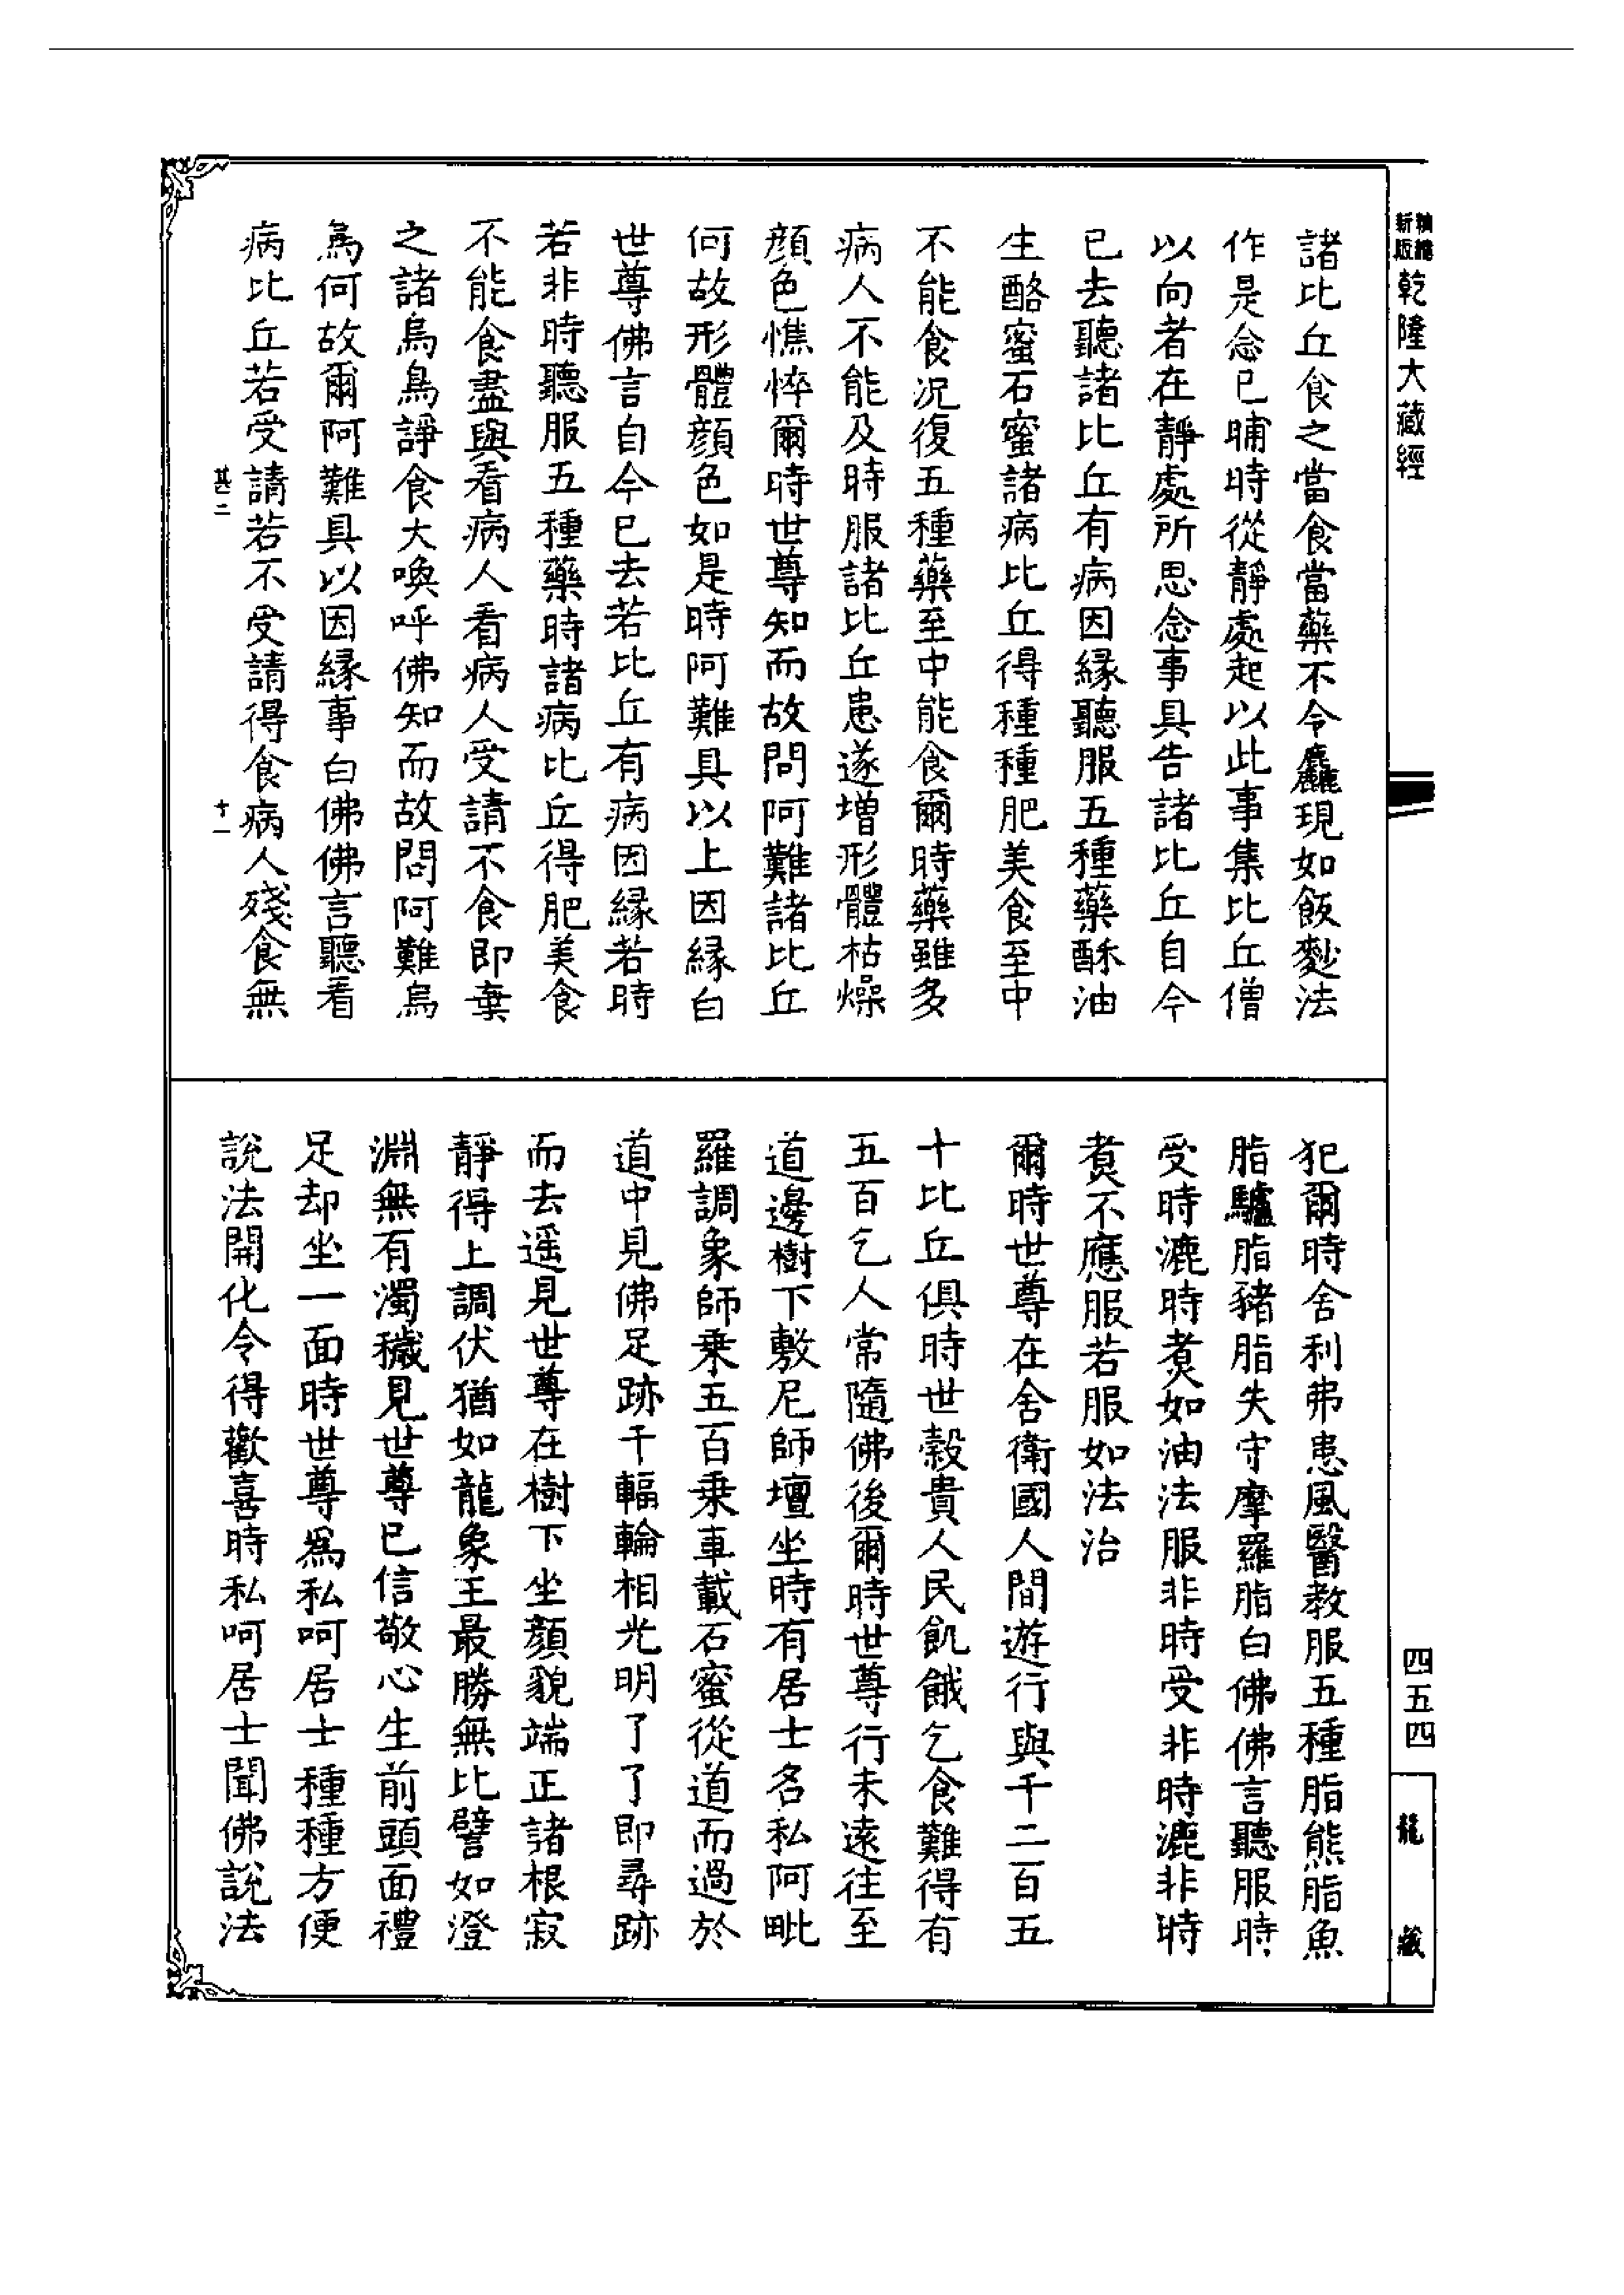 新版
精縮
乾隆大藏經
諸比丘食之當食當藥不令麤現如飯麨法
作是念已晡時從靜處起以此事集比丘僧
以向者在靜處所思念事具告諸比丘自今
已去聽諸比丘有病因緣聽服五種藥酥油
生酪蜜石蜜諸病比丘得種種肥美食至中
不能食况復五種藥至中能食爾時藥雖多
病人不能及時服諸比丘患遂增形體枯燥
顏色憔悴爾時世尊知而故問阿難諸比丘
何故形體顏色如是時阿難具以上因緣白
世尊佛言自今已去若比丘有病因緣若時
若非時聽服五種藥時諸病比丘得肥美食
不能食盡與看病人看病人受請不食即棄
之諸烏鳥諍食大喚呼佛知而故問阿難烏
爲何故爾阿難具以因緣事白佛佛言聽看
病比丘若受請若不受請得食病人殘食無
甚二
十一
犯爾時舍利弗患風醫教服五種脂熊脂魚
脂驢脂豬脂失守摩羅脂白佛佛言聽服時
受時漉時煑如油法服非時受非時漉非時
煑不應服若服如法治
爾時世尊在舍衛國人間遊行與千二百五
十比丘俱時世穀貴人民飢餓乞食難得有
五百乞人常隨佛後爾時世尊行未遠往至
道邊樹下敷尼師壇坐時有居士名私阿毗
羅調象師乘五百乘車載石蜜從道而過於
道中見佛足跡千輻輪相光明了了即尋跡
而去遥見世尊在樹下坐顏貌端正諸根寂
靜得上調伏猶如龍象王最勝無比譬如澄
淵無有濁穢見世尊已信敬心生前頭面禮
足却坐一面時世尊爲私呵居士種種方便
說法開化令得歡喜時私呵居士聞佛說法
四五四
龍藏